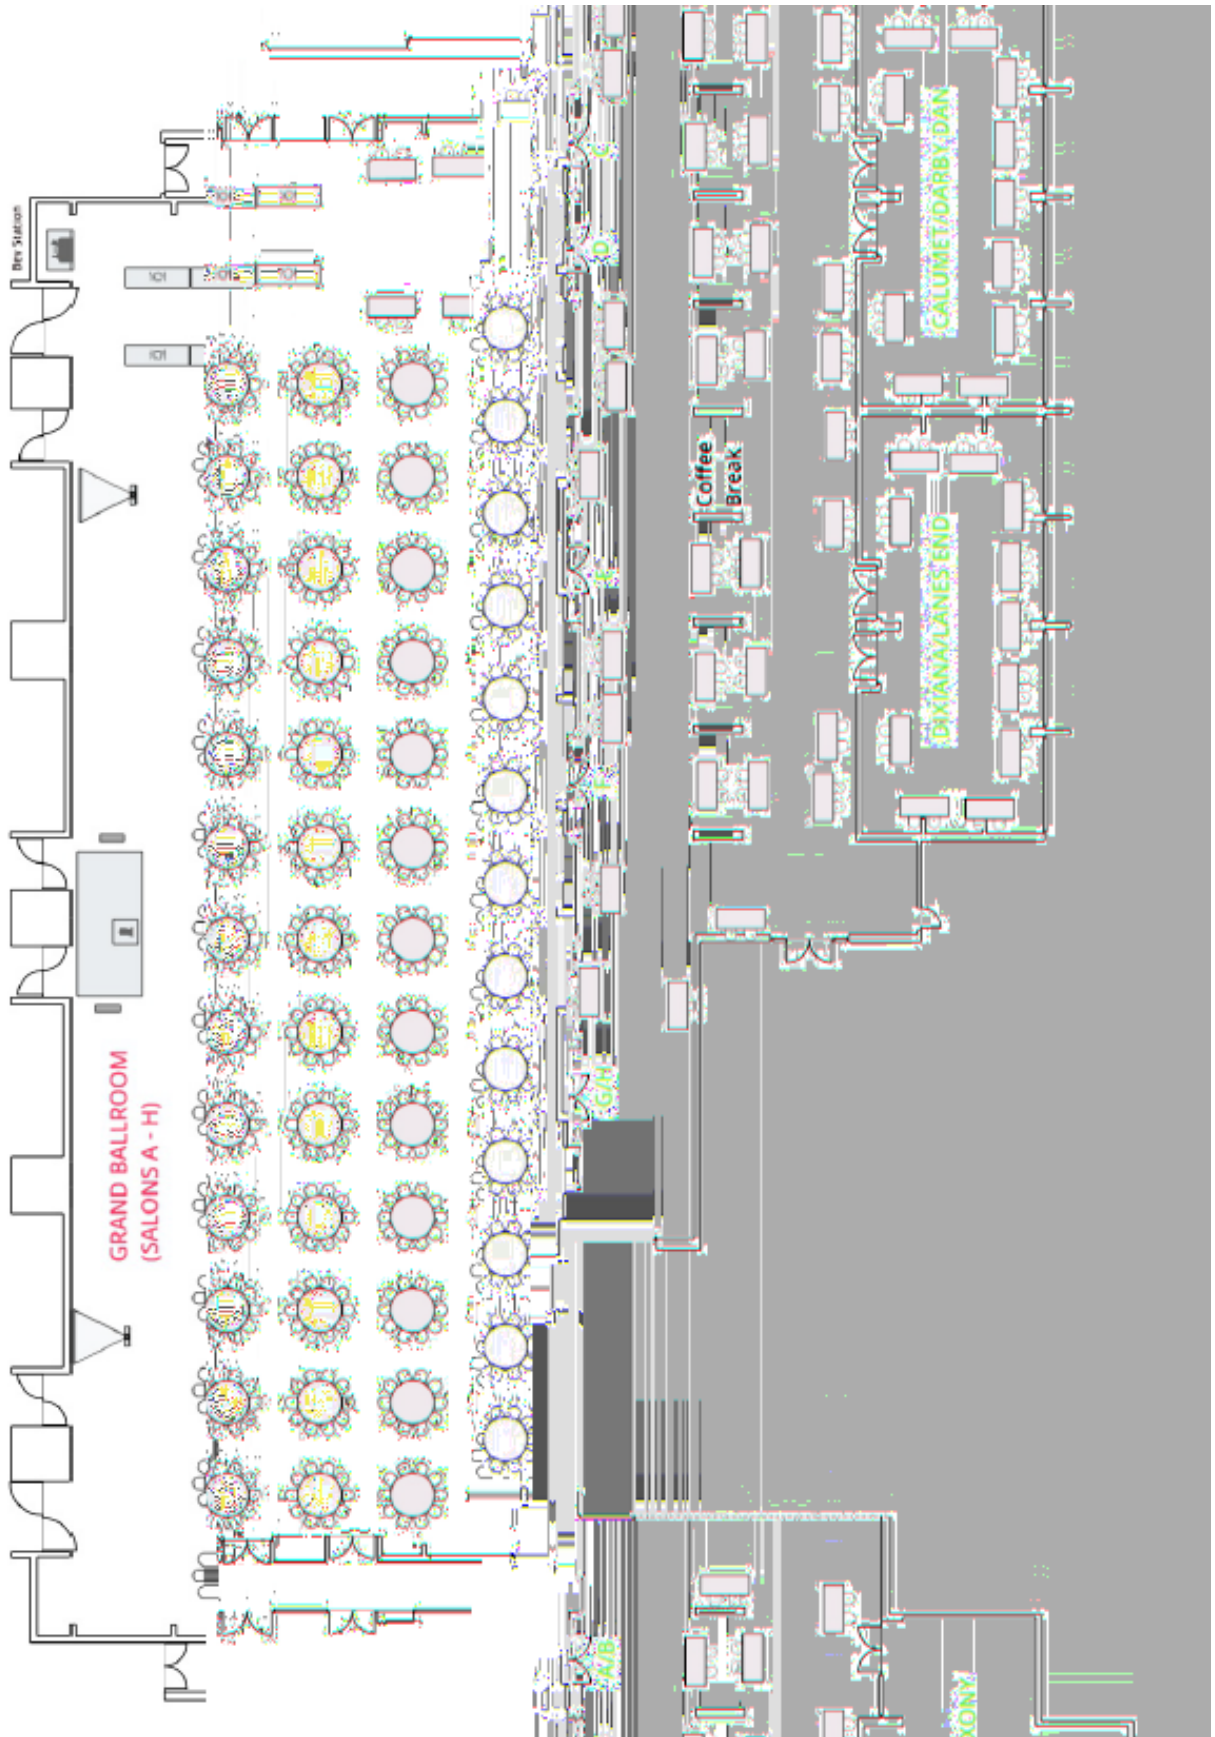 Bev Station
GRAND BALLROOM
(SALONS A - H)
C
D
E
F
G/H
A/B
Coffee
Break
CALUMET/DARBY DAN
DIXIANA/LANES END
XONY